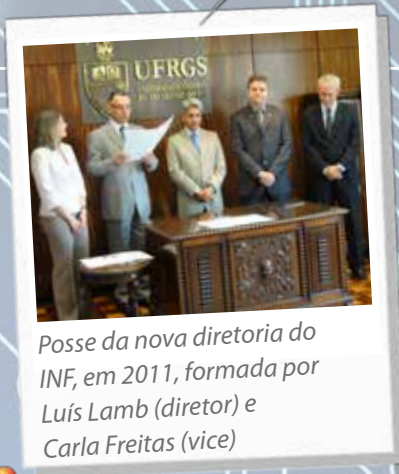 UFRGS
Posse da nova diretoria do
INF, em 2011, formada por
Luís Lamb (diretor) e
Carla Freitas (vice)